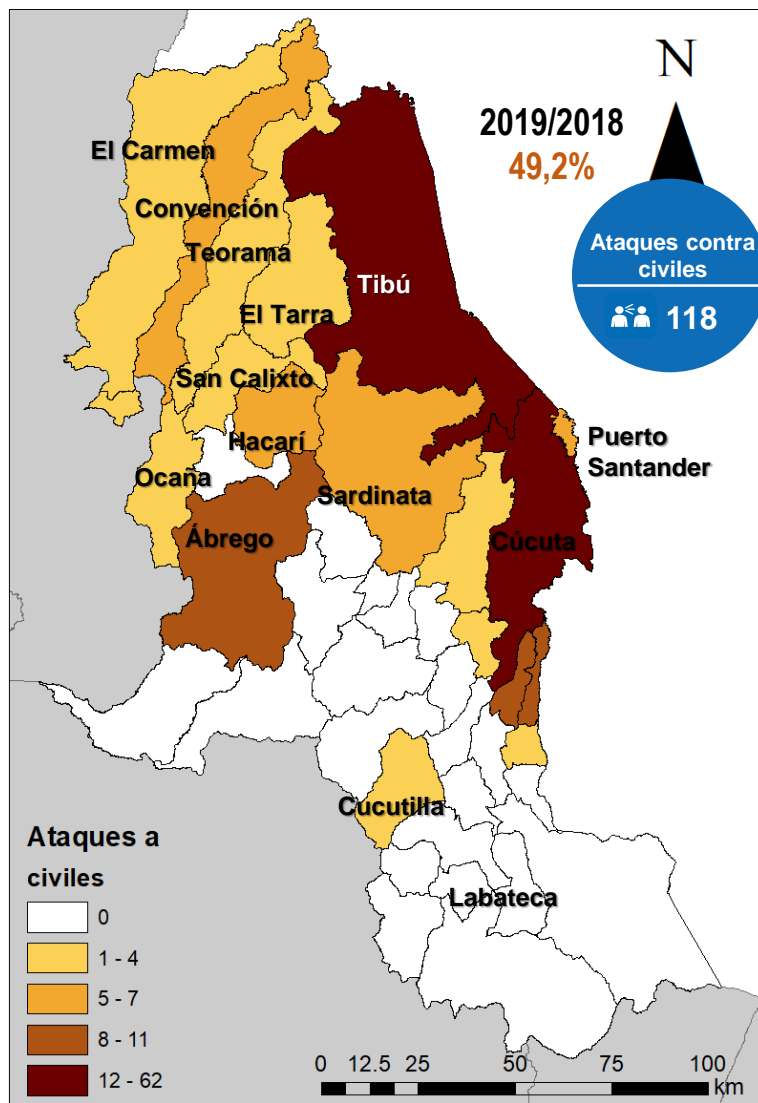 N
2019/2018
49,2%
Ataques contra
civiles
118
El Carmen
Convención
Teorama
Tibú
El Tarra
San Calixto
Hacarí
Puerto
Santander
Ocaña
Sardinata
Ábrego
Cúcuta
Cucutilla
Labateca
Ataques a
civiles
0
1 - 4
5 - 7
8 - 11
12 - 62
0 12.5 25 50 75 100
km